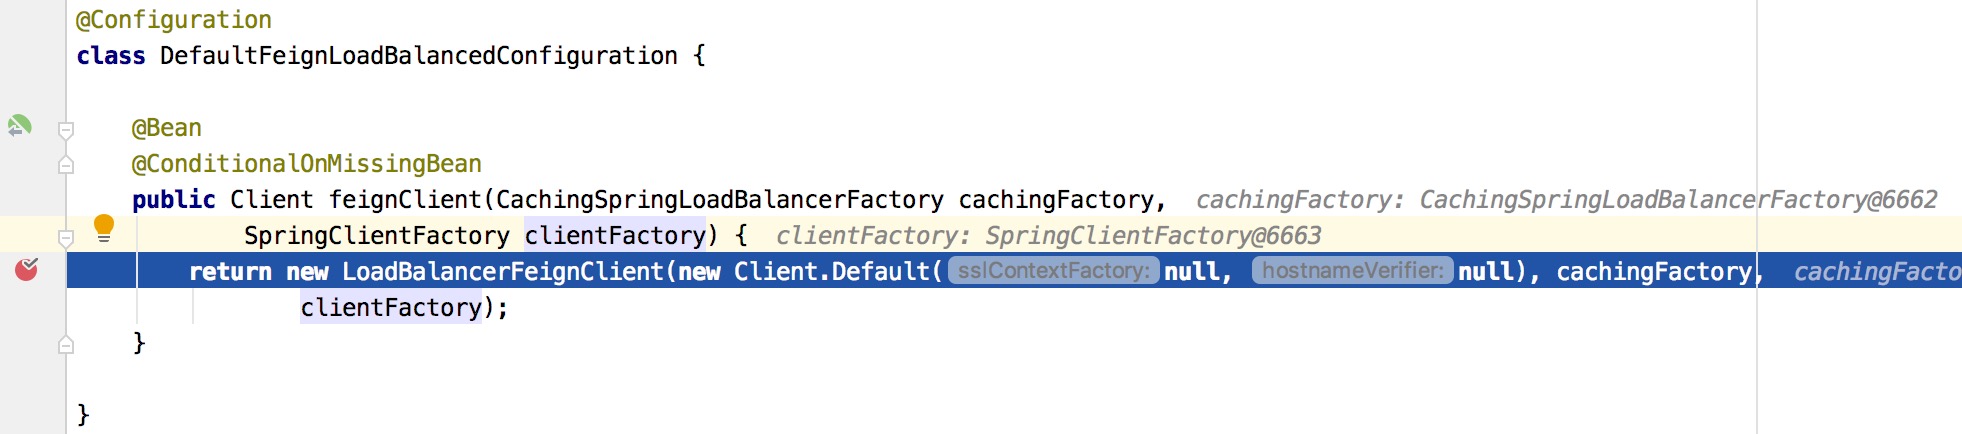 @Configuration
class DefaultFeignLoadBalancedConfiguration {
@Bean
@ConditionalOnMissingBean
public Client feignClient(CachingSpringLoadBalancerFactory cachingFactory, cachingFactory: CachingSpringLoadBalancerFactory@6662
SpringClientFactory clientFactory) { clientFactory: SpringClientFactory@6663
return new LoadBalancerFeignClient(new Client.Default( sslContextFactory: null, hostnameVerifier: null), cachingFactory, cachingFacto
clientFactory);
}
}